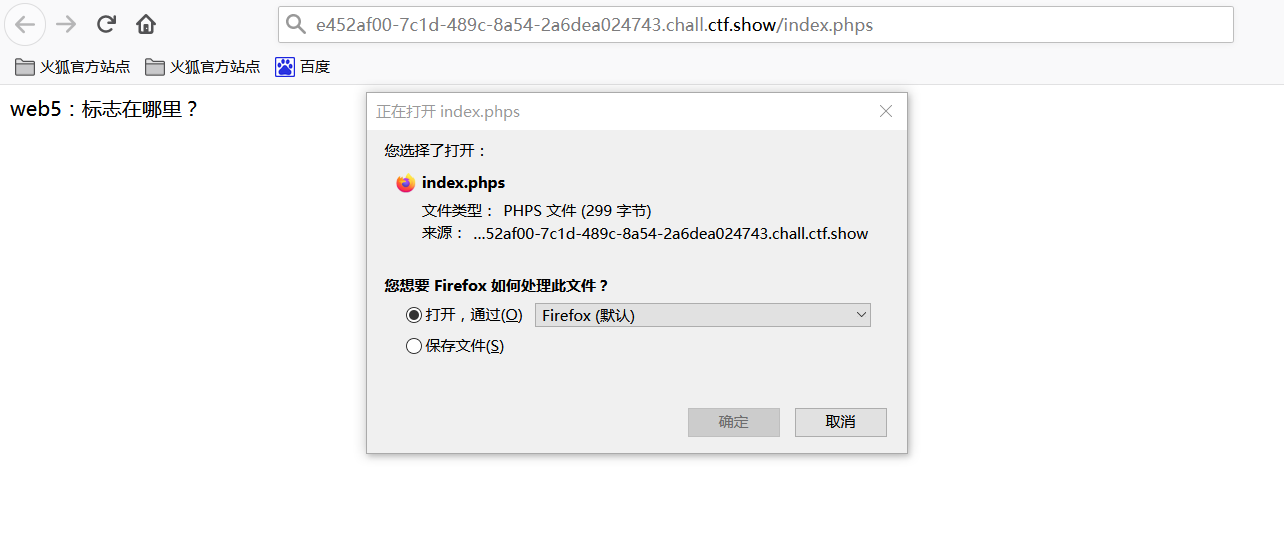 e452af00-7c1d-489c-8a54-2a6dea024743.chall.ctf.show/index.phps
火狐官方站点 火狐官方站点 百度
web5：标志在哪里？
正在打开 index.phps
您选择了打开：
index.phps
文件类型： PHPS 文件 (299 字节)
来源： ...52af00-7c1d-489c-8a54-2a6dea024743.chall.ctf.show
您想要 Firefox 如何处理此文件？
打开，通过(O) Firefox (默认)
保存文件(S)
确定 取消